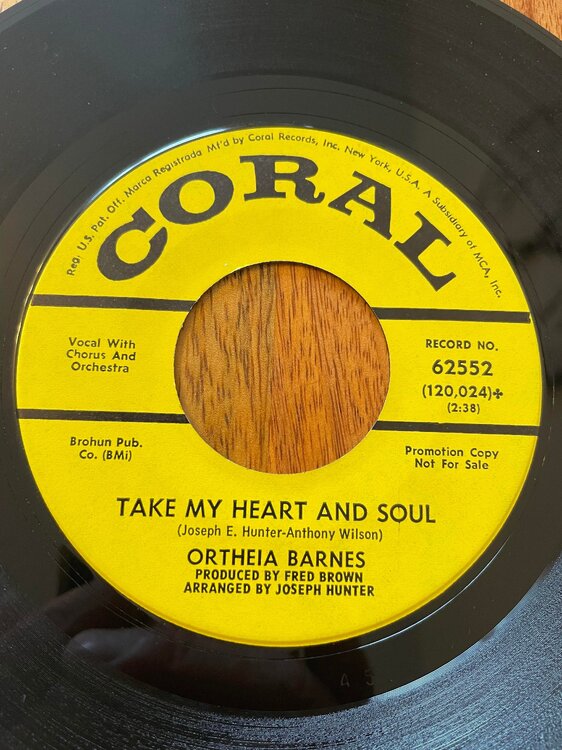 Reg. U.S. Pat. Off. Marca Registrada Mf'd by Coral Records, Inc. New York, U.S.A. A Subsidiary of MCA, Inc.
CORAL
Vocal With
Chorus And
Orchestra
RECORD NO.
62552
(120,024)✤
(2:38)
Brohun Pub.
Co. (BMi)
Promotion Copy
Not For Sale
TAKE MY HEART AND SOUL
(Joseph E. Hunter-Anthony Wilson)
ORTHEIA BARNES
PRODUCED BY FRED BROWN
ARRANGED BY JOSEPH HUNTER